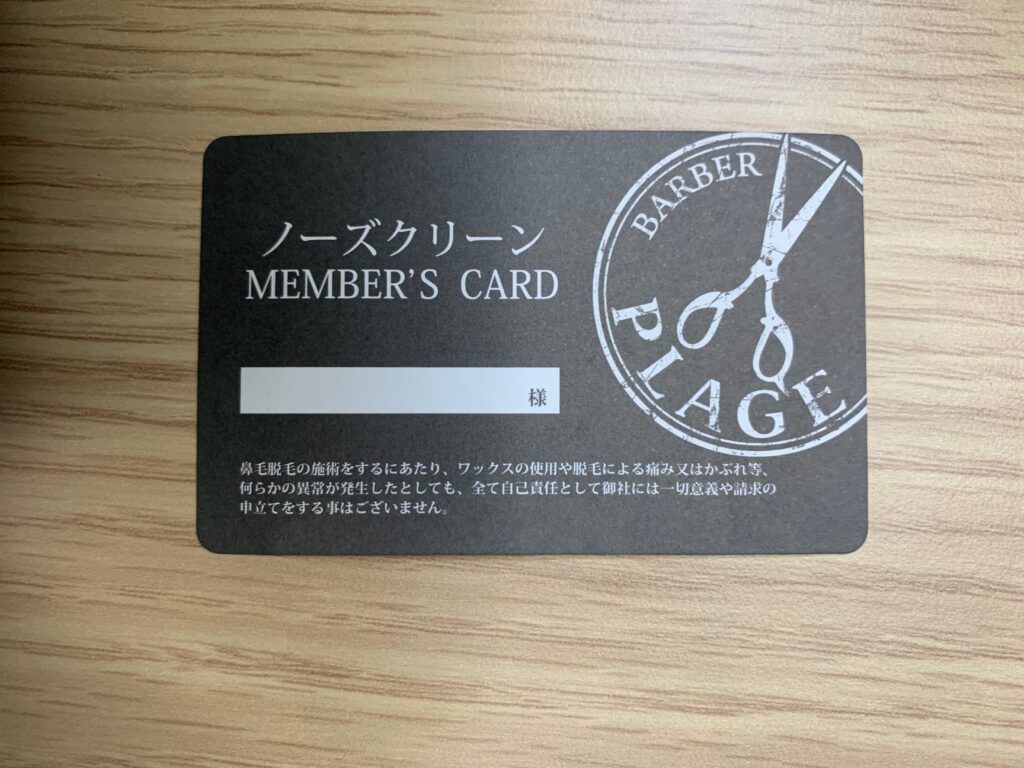 ノーズクリーン
MEMBER'S CARD
BARBER
PLAGE
様
鼻毛脱毛の施術をするにあたり、ワックスの使用や脱毛による痛み又はかぶれ等、
何らかの異常が発生したとしても、全て自己責任として御社には一切意義や請求の
申立てをする事はございません。